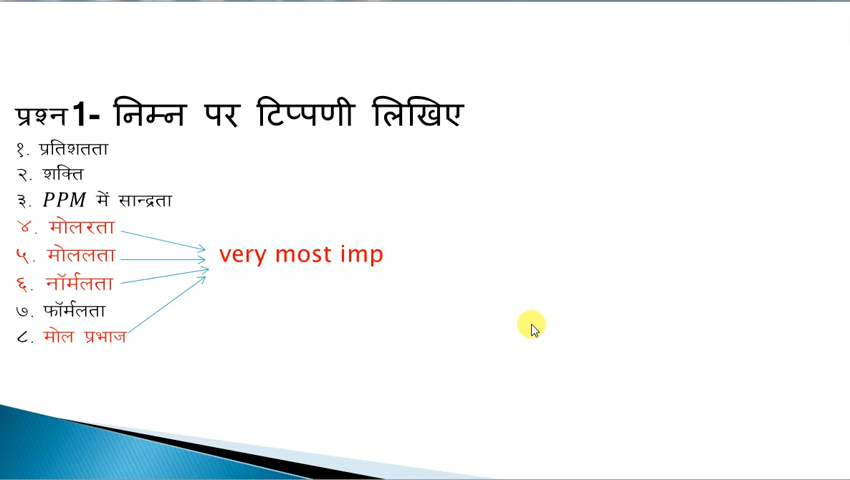 प्रश्न 1- निम्न पर टिप्पणी लिखिए
१. प्रतिशतता
२. शक्ति
३. PPM में सान्द्रता
४. मोलरता
५. मोललता
very most imp
६. नॉर्मलता
७. फॉर्मलता
८. मोल प्रभाज